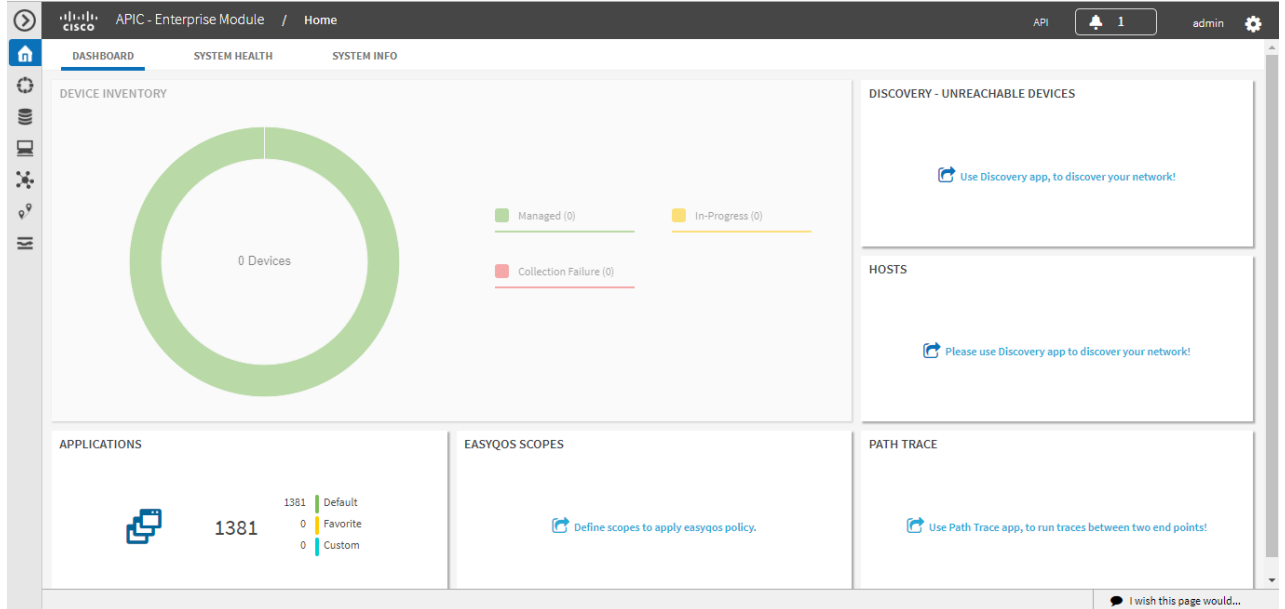 cisco APIC - Enterprise Module / Home API 1 admin
DASHBOARD SYSTEM HEALTH SYSTEM INFO
DEVICE INVENTORY
0 Devices
Managed (0) In-Progress (0)
Collection Failure (0)
DISCOVERY - UNREACHABLE DEVICES
Use Discovery app, to discover your network!
HOSTS
Please use Discovery app to discover your network!
APPLICATIONS
1381
1381 Default
0 Favorite
0 Custom
EASYQOS SCOPES
Define scopes to apply easyqos policy.
PATH TRACE
Use Path Trace app, to run traces between two end points!
I wish this page would...